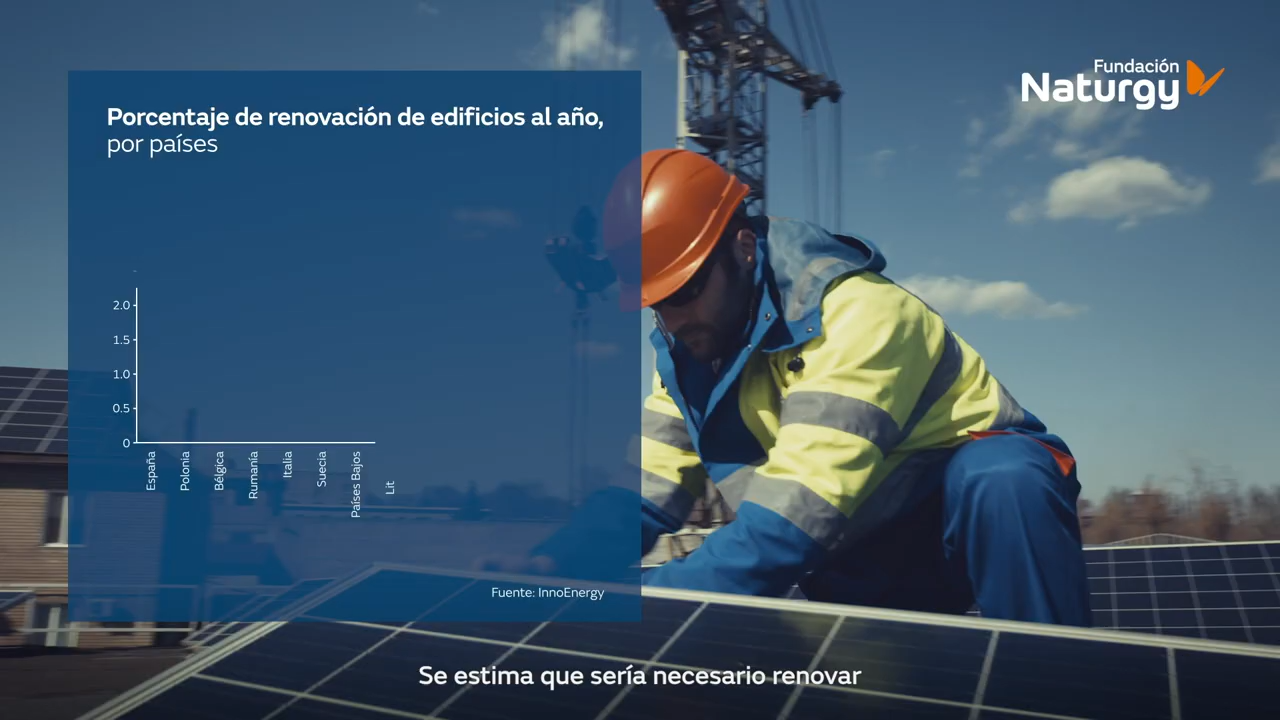 Porcentaje de renovación de edificios al año,
por países
Fundación
Naturgy
2.0
1.5
1.0
0.5
0
España
Polonia
Bélgica
Rumanía
Italia
Suecia
Países Bajos
Lit
Fuente: InnoEnergy
Se estima que sería necesario renovar